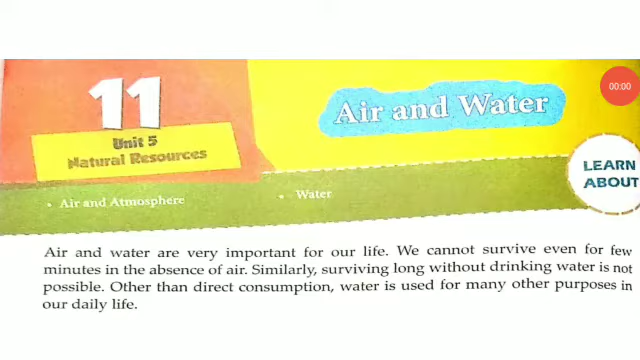 11
Unit 5
Natural Resources
Air and Water
00:00
LEARN
ABOUT
• Air and Atmosphere
• Water
Air and water are very important for our life. We cannot survive even for few
minutes in the absence of air. Similarly, surviving long without drinking water is not
possible. Other than direct consumption, water is used for many other purposes in
our daily life.